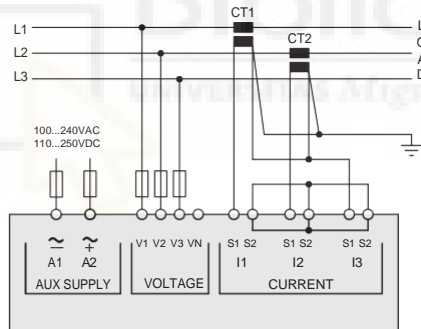 CT1
L1
L
CT2
O
L2
A
L3
D
100...240VAC
110...250VDC
V1 V2 V3 VN S1 S2 S1 S2 S1 S2
A1 A2 I1 I2 I3
AUX SUPPLY VOLTAGE CURRENT